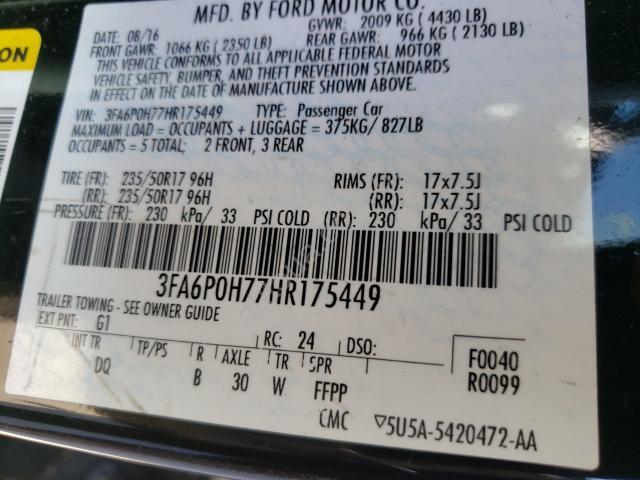 MFD. BY FORD MOTOR CO.
DATE: 08/16 GVWR: 2009 KG (4430 LB)
FRONT GAWR: 1066 KG (2350 LB) REAR GAWR: 966 KG (2130 LB)
THIS VEHICLE CONFORMS TO ALL APPLICABLE FEDERAL MOTOR
VEHICLE SAFETY, BUMPER, AND THEFT PREVENTION STANDARDS
IN EFFECT ON THE DATE OF MANUFACTURE SHOWN ABOVE.
VIN: 3FA6P0H77HR175449 TYPE: Passenger Car
MAXIMUM LOAD = OCCUPANTS + LUGGAGE = 375KG/ 827LB
OCCUPANTS = 5 TOTAL: 2 FRONT, 3 REAR
TIRE (FR): 235/50R17 96H RIMS (FR): 17x7.5J
(RR): 235/50R17 96H (RR): 17x7.5J
PRESSURE (FR): 230 kPa/ 33 PSI COLD (RR): 230 kPa/ 33 PSI COLD
3FA6P0H77HR175449
TRAILER TOWING - SEE OWNER GUIDE
EXT PNT: G1 RC: 24 DSO:
INT TR TP/PS R AXLE TR SPR F0040
DQ B 30 W FFPP R0099
CMC ▽5U5A-5420472-AA